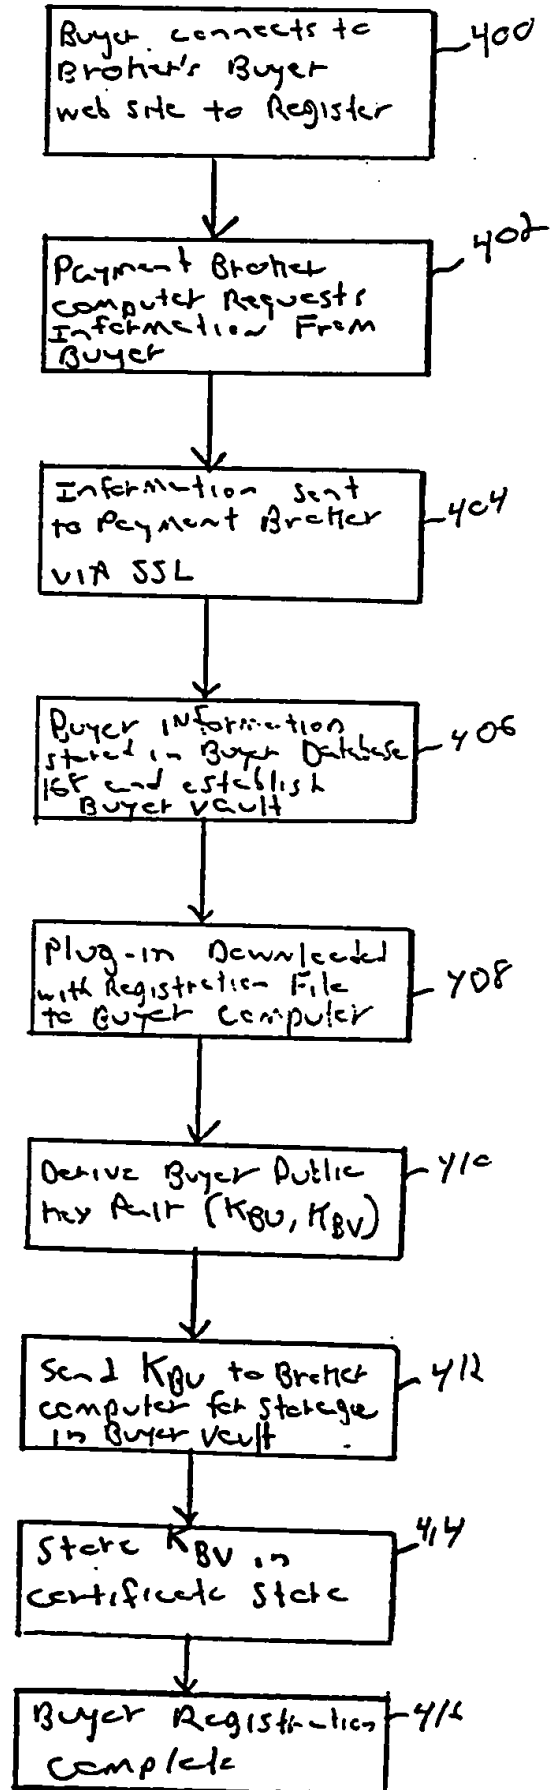 Buyer connects to
Broker's Buyer
web site to Register
400
Payment Broker
computer Requests
Information From
Buyer
402
Information sent
to Payment Broker
VIA SSL
404
Buyer information
stored in Buyer Database
168 and establish
Buyer vault
406
Plug-in Downloaded
with Registration File
to Buyer Computer
408
Derive Buyer Public
Key Pair (KBU, KBV)
410
Send KBU to Broker
computer for storage
in Buyer vault
412
Store KBV in
certificate store
414
Buyer Registration
complete
416